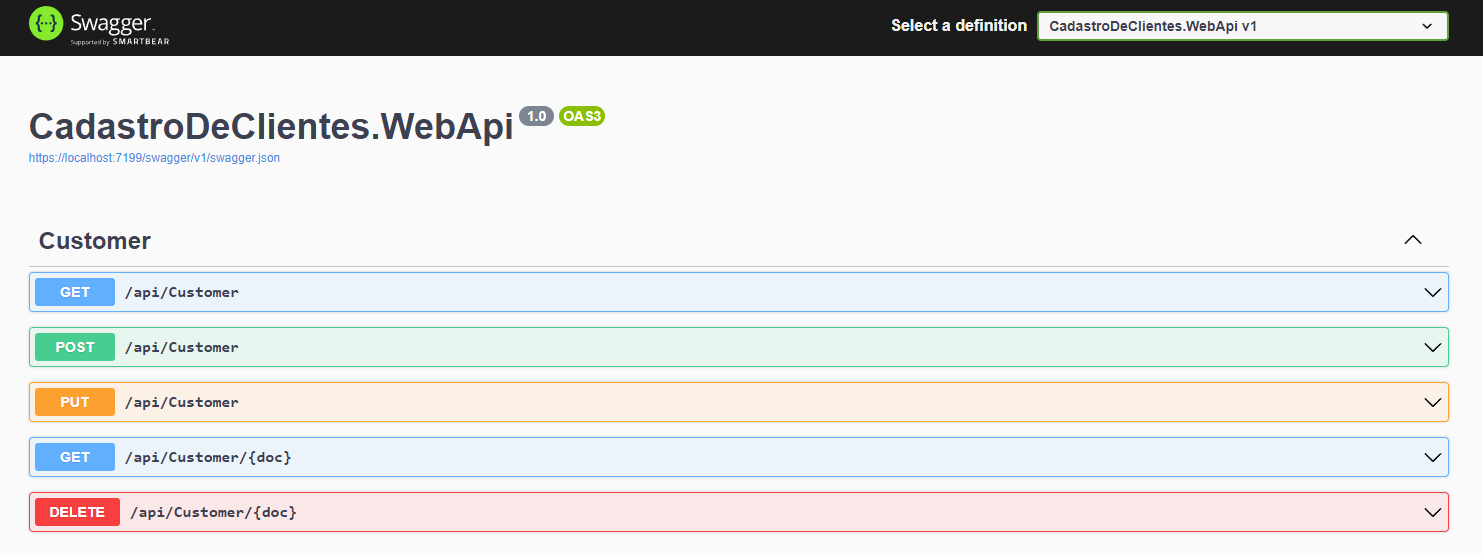 Swagger
Supported by SMARTBEAR
Select a definition
CadastroDeClientes.WebApi v1
CadastroDeClientes.WebApi 1.0 OAS3
https://localhost:7199/swagger/v1/swagger.json
Customer
GET /api/Customer
POST /api/Customer
PUT /api/Customer
GET /api/Customer/{doc}
DELETE /api/Customer/{doc}